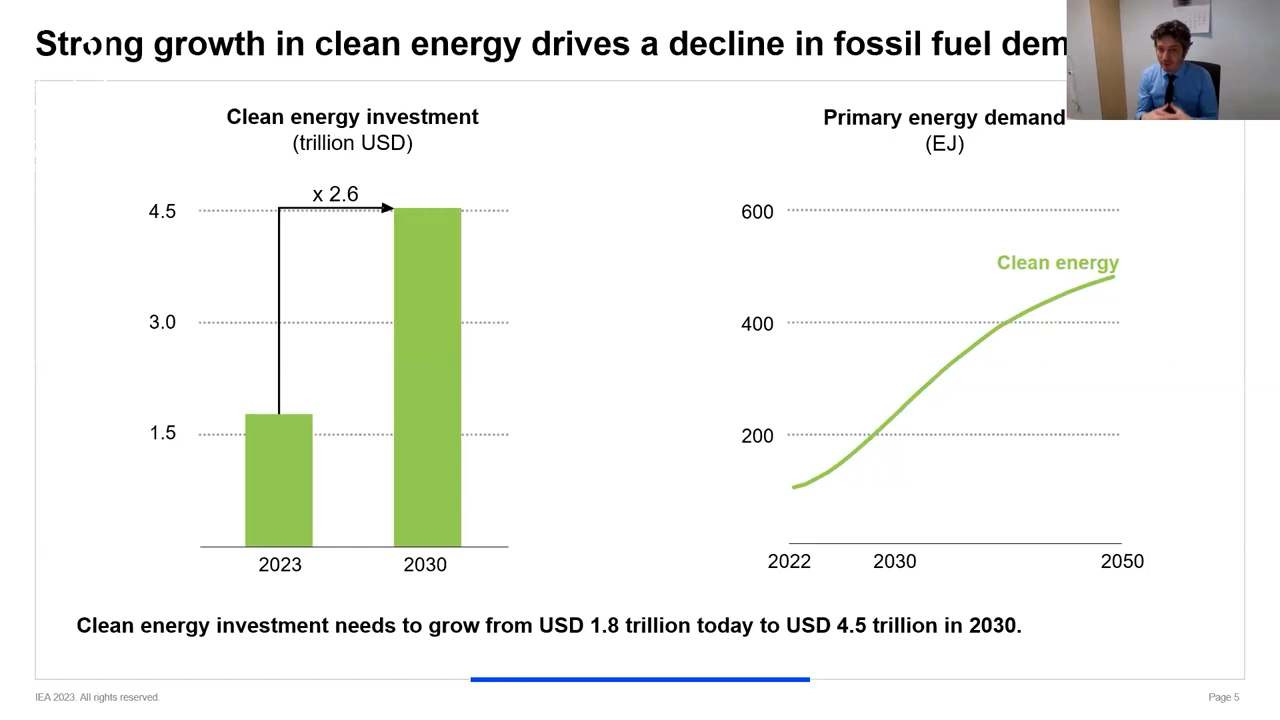 Strong growth in clean energy drives a decline in fossil fuel
Clean energy investment
(trillion USD)
x 2.6
4.5
3.0
1.5
2023
2030
Primary energy demand
(EJ)
600
Clean energy
400
200
2022
2030
2050
Clean energy investment needs to grow from USD 1.8 trillion today to USD 4.5 trillion in 2030.
IEA 2023. All rights reserved.
Page 5